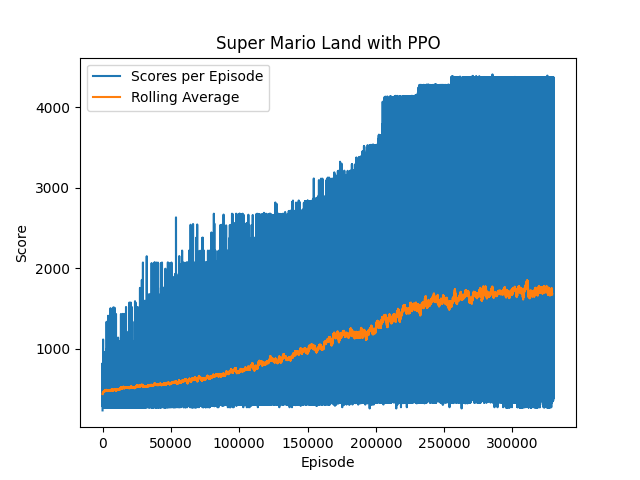 Super Mario Land with PPO
Scores per Episode
Rolling Average
4000
3000
2000
1000
Score
0 50000 100000 150000 200000 250000 300000
Episode